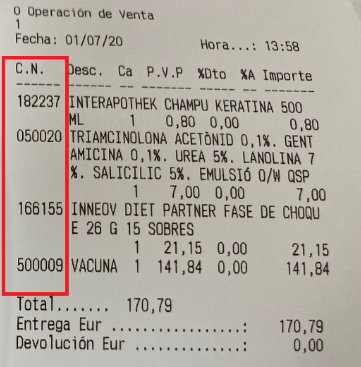 O Operación de Venta
1
Fecha: 01/07/20 Hora...: 13:58
C.N. Desc. Ca P.V.P %Dto %A Importe
182237 INTERAPOTHEK CHAMPU KERATINA 500
ML 1 0,80 0,00 0,80
050020 TRIAMCINOLONA ACETÒNID 0,1%. GENT
AMICINA 0,1%. UREA 5%. LANOLINA 7
%. SALICILIC 5%. EMULSIÓ O/W QSP
1 7,00 0,00 7,00
166155 INNEOV DIET PARTNER FASE DE CHOQU
E 26 G 15 SOBRES
1 21,15 0,00 21,15
500009 VACUNA 1 141,84 0,00 141,84
Total....... 170,79
Entrega Eur ...............: 170,79
Devolución Eur .............: 0,00